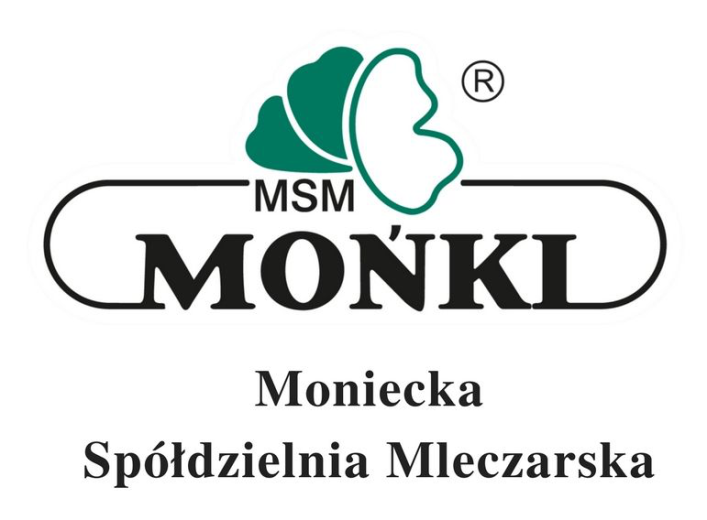 ®
MSM
MOŃKI
Moniecka
Spółdzielnia Mleczarska